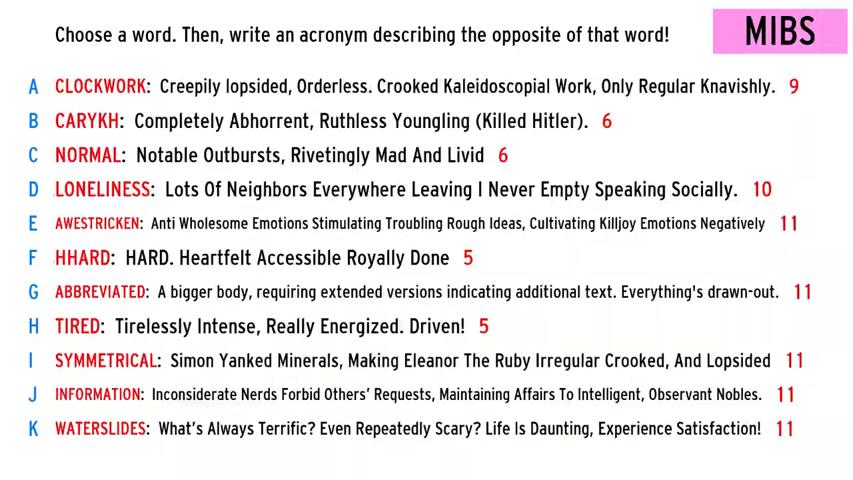 Choose a word. Then, write an acronym describing the opposite of that word!
MIBS
A CLOCKWORK: Creepily lopsided, Orderless. Crooked Kaleidoscopial Work, Only Regular Knavishly. 9
B CARYKH: Completely Abhorrent, Ruthless Youngling (Killed Hitler). 6
C NORMAL: Notable Outbursts, Rivetingly Mad And Livid 6
D LONELINESS: Lots Of Neighbors Everywhere Leaving I Never Empty Speaking Socially. 10
E AWESTRICKEN: Anti Wholesome Emotions Stimulating Troubling Rough Ideas, Cultivating Killjoy Emotions Negatively 11
F HHARD: HARD. Heartfelt Accessible Royally Done 5
G ABBREVIATED: A bigger body, requiring extended versions indicating additional text. Everything's drawn-out. 11
H TIRED: Tirelessly Intense, Really Energized. Driven! 5
I SYMMETRICAL: Simon Yanked Minerals, Making Eleanor The Ruby Irregular Crooked, And Lopsided 11
J INFORMATION: Inconsiderate Nerds Forbid Others' Requests, Maintaining Affairs To Intelligent, Observant Nobles. 11
K WATERSLIDES: What's Always Terrific? Even Repeatedly Scary? Life Is Daunting, Experience Satisfaction! 11